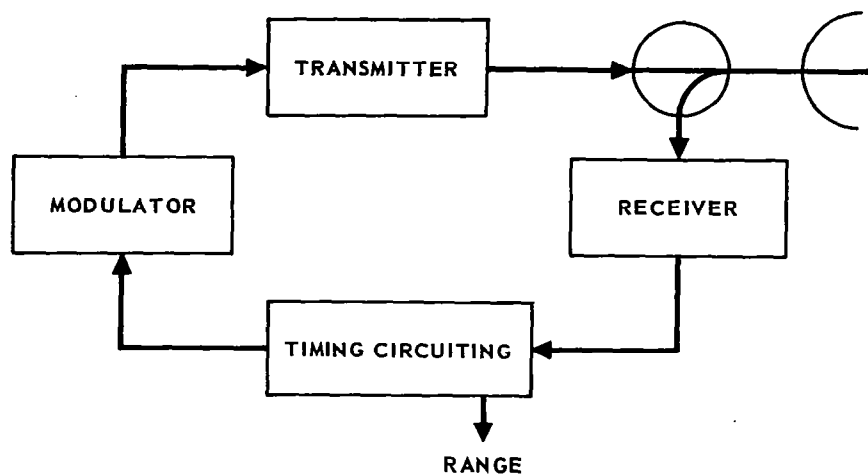 TRANSMITTER
MODULATOR
RECEIVER
TIMING CIRCUITING
RANGE